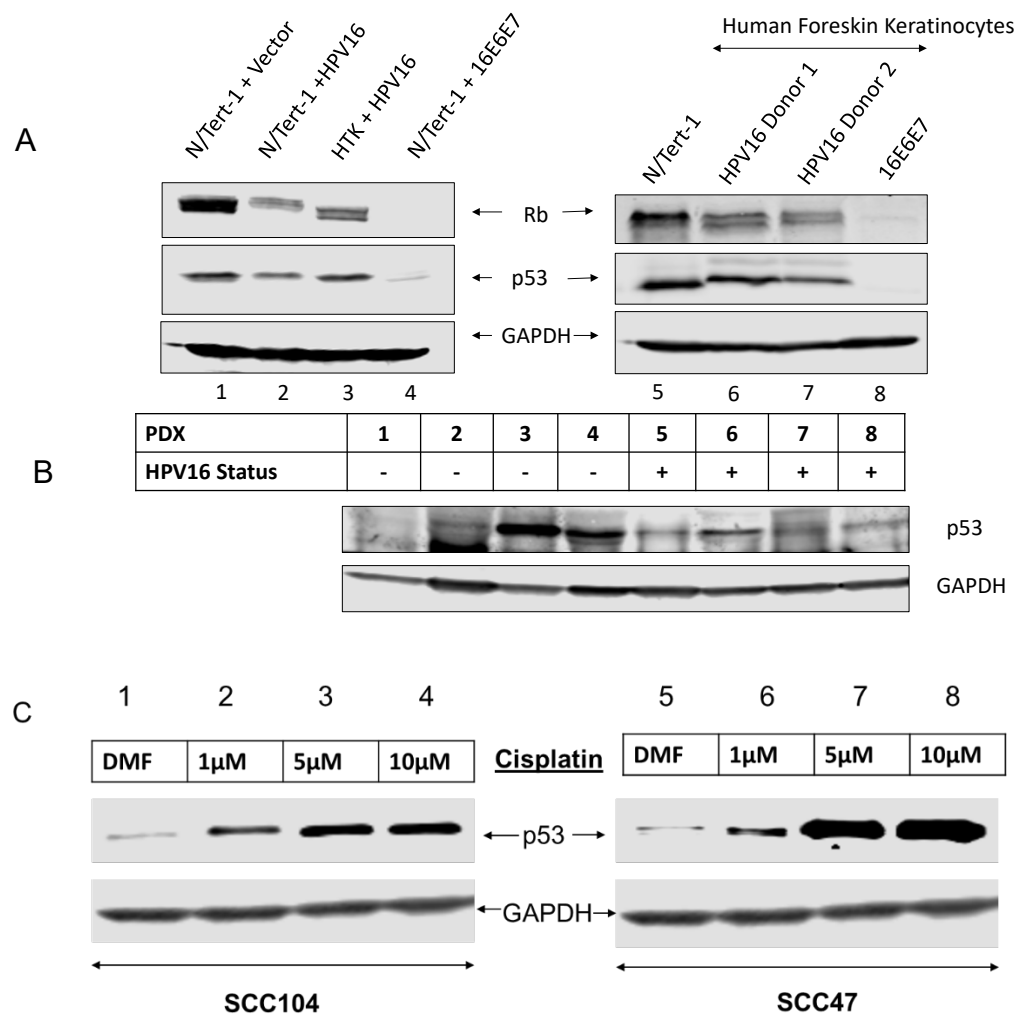 Human Foreskin Keratinocytes
A
N/Tert-1 + Vector
N/Tert-1 +HPV16
HTK + HPV16
N/Tert-1 + 16E6E7
N/Tert-1
HPV16 Donor 1
HPV16 Donor 2
16E6E7
Rb
p53
GAPDH
1 2 3 4 5 6 7 8
B
PDX 1 2 3 4 5 6 7 8
HPV16 Status - - - - + + + +
p53
GAPDH
C
1 2 3 4 5 6 7 8
DMF 1µM 5µM 10µM Cisplatin DMF 1µM 5µM 10µM
p53
GAPDH
SCC104 SCC47